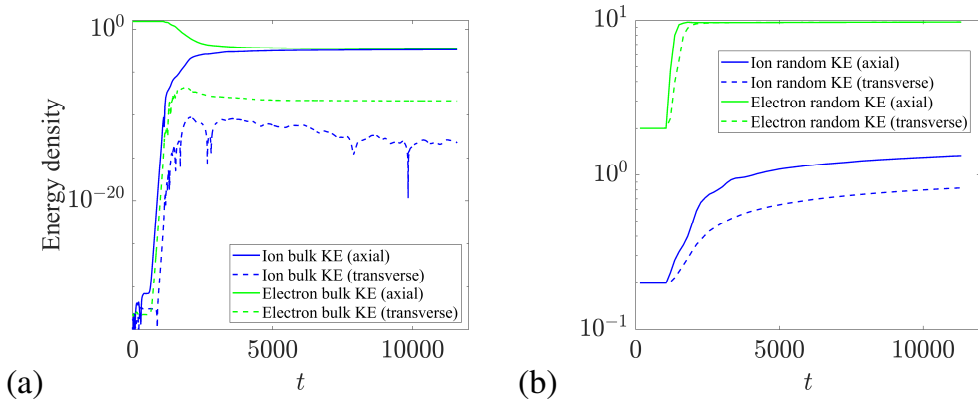 10^0
10^{-20}
Energy density
Ion bulk KE (axial)
Ion bulk KE (transverse)
Electron bulk KE (axial)
Electron bulk KE (transverse)
0 5000 10000
t
(a)
10^1
10^0
10^{-1}
Ion random KE (axial)
Ion random KE (transverse)
Electron random KE (axial)
Electron random KE (transverse)
0 5000 10000
t
(b)